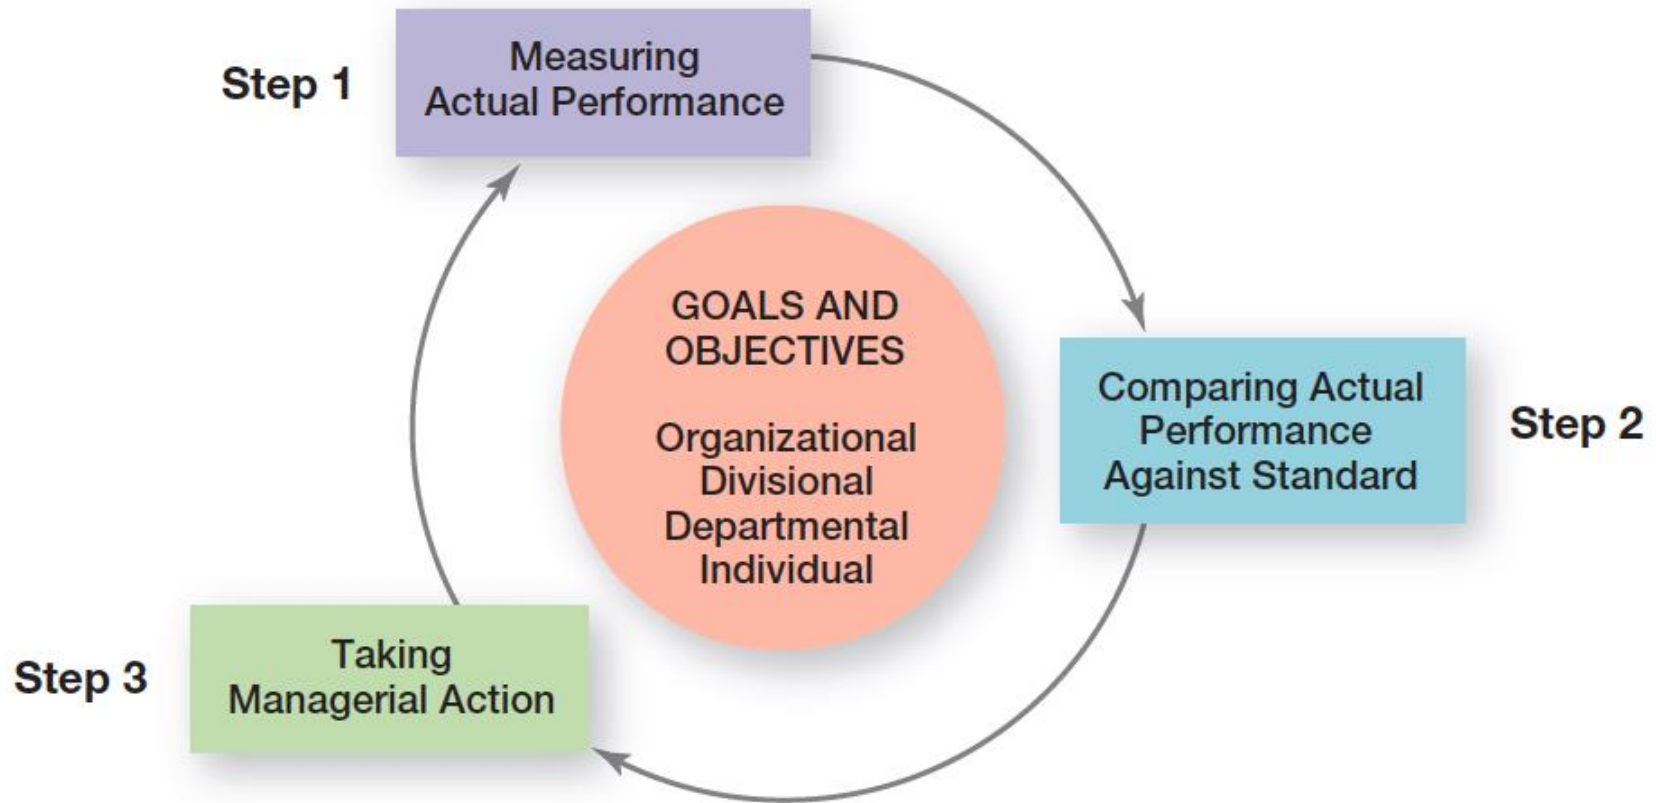 Step 1
Measuring
Actual Performance
GOALS AND
OBJECTIVES
Organizational
Divisional
Departmental
Individual
Comparing Actual
Performance
Against Standard
Step 2
Step 3
Taking
Managerial Action